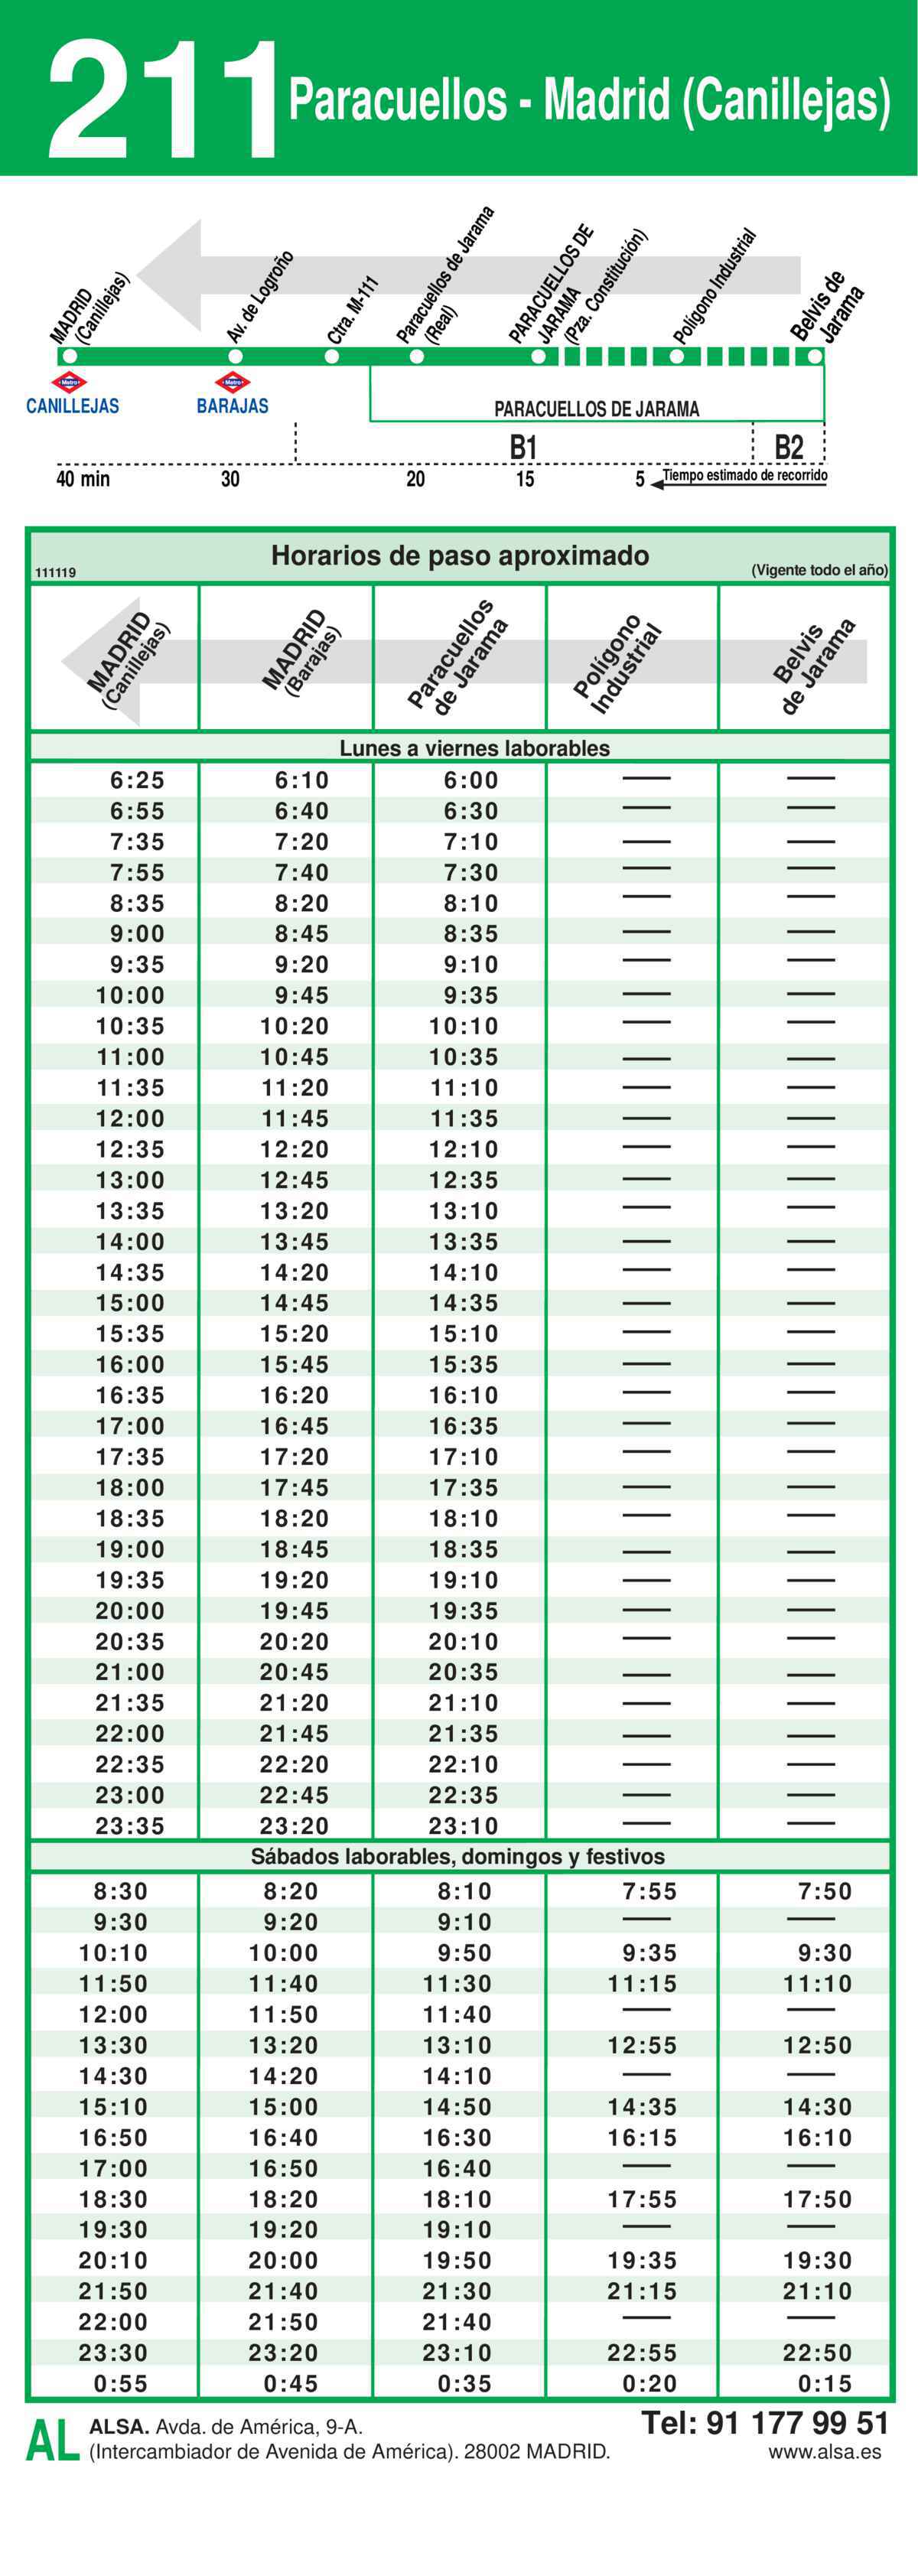 211 Paracuellos - Madrid (Canillejas)
MADRID
(Canillejas)
Av. de Logroño
Ctra. M-111
Paracuellos de Jarama
(Real)
PARACUELLOS DE
JARAMA
(Pza. Constitución)
Polígono Industrial
Belvis de
Jarama
Metro
CANILLEJAS
Metro
BARAJAS
PARACUELLOS DE JARAMA
B1 B2
40 min 30 20 15 5 Tiempo estimado de recorrido
111119 Horarios de paso aproximado (Vigente todo el año)
MADRID
(Canillejas)
MADRID
(Barajas)
Paracuellos
de Jarama
Polígono
Industrial
Belvis
de Jarama
Lunes a viernes laborables
6:25 6:10 6:00 — —
6:55 6:40 6:30 — —
7:35 7:20 7:10 — —
7:55 7:40 7:30 — —
8:35 8:20 8:10 — —
9:00 8:45 8:35 — —
9:35 9:20 9:10 — —
10:00 9:45 9:35 — —
10:35 10:20 10:10 — —
11:00 10:45 10:35 — —
11:35 11:20 11:10 — —
12:00 11:45 11:35 — —
12:35 12:20 12:10 — —
13:00 12:45 12:35 — —
13:35 13:20 13:10 — —
14:00 13:45 13:35 — —
14:35 14:20 14:10 — —
15:00 14:45 14:35 — —
15:35 15:20 15:10 — —
16:00 15:45 15:35 — —
16:35 16:20 16:10 — —
17:00 16:45 16:35 — —
17:35 17:20 17:10 — —
18:00 17:45 17:35 — —
18:35 18:20 18:10 — —
19:00 18:45 18:35 — —
19:35 19:20 19:10 — —
20:00 19:45 19:35 — —
20:35 20:20 20:10 — —
21:00 20:45 20:35 — —
21:35 21:20 21:10 — —
22:00 21:45 21:35 — —
22:35 22:20 22:10 — —
23:00 22:45 22:35 — —
23:35 23:20 23:10 — —
Sábados laborables, domingos y festivos
8:30 8:20 8:10 7:55 7:50
9:30 9:20 9:10 — —
10:10 10:00 9:50 9:35 9:30
11:50 11:40 11:30 11:15 11:10
12:00 11:50 11:40 — —
13:30 13:20 13:10 12:55 12:50
14:30 14:20 14:10 — —
15:10 15:00 14:50 14:35 14:30
16:50 16:40 16:30 16:15 16:10
17:00 16:50 16:40 — —
18:30 18:20 18:10 17:55 17:50
19:30 19:20 19:10 — —
20:10 20:00 19:50 19:35 19:30
21:50 21:40 21:30 21:15 21:10
22:00 21:50 21:40 — —
23:30 23:20 23:10 22:55 22:50
0:55 0:45 0:35 0:20 0:15
AL ALSA. Avda. de América, 9-A. Tel: 91 177 99 51
(Intercambiador de Avenida de América). 28002 MADRID. www.alsa.es